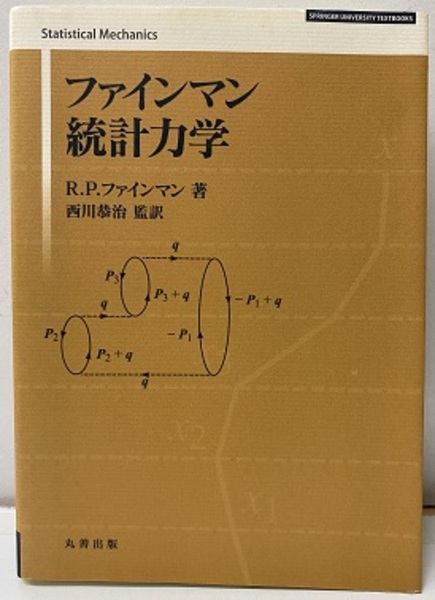 SPRINGER UNIVERSITY TEXTBOOKS
Statistical Mechanics
ファインマン
統計力学
R.P.ファインマン 著
西川恭治 監訳
q
P3
P3 + q
q
− P1 + q
P2
− P1
P2 + q
q
x
x2
x1
丸善出版